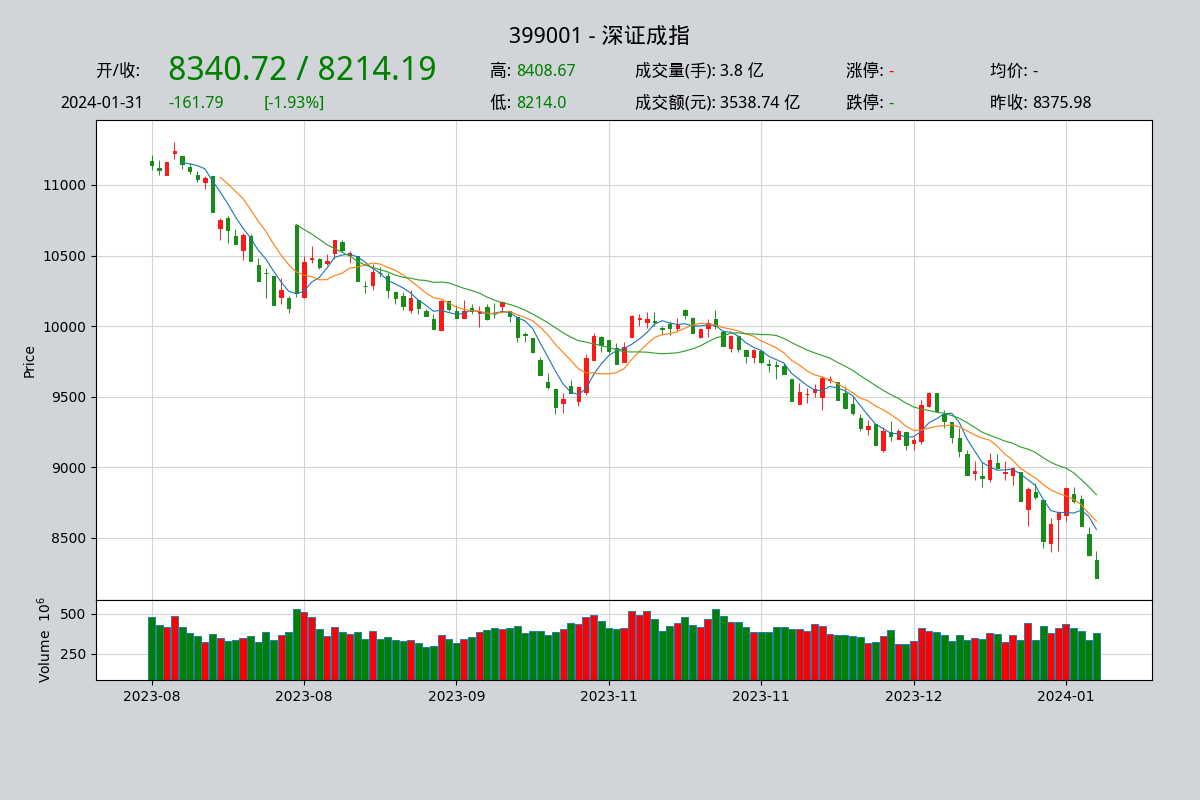 399001 - 深证成指
开/收: 8340.72 / 8214.19 高: 8408.67 成交量(手): 3.8 亿 涨停: - 均价: -
2024-01-31 -161.79 [-1.93%] 低: 8214.0 成交额(元): 3538.74 亿 跌停: - 昨收: 8375.98
11000
10500
10000
9500
9000
8500
Price
500
250
Volume 10^6
2023-08 2023-08 2023-09 2023-11 2023-11 2023-12 2024-01